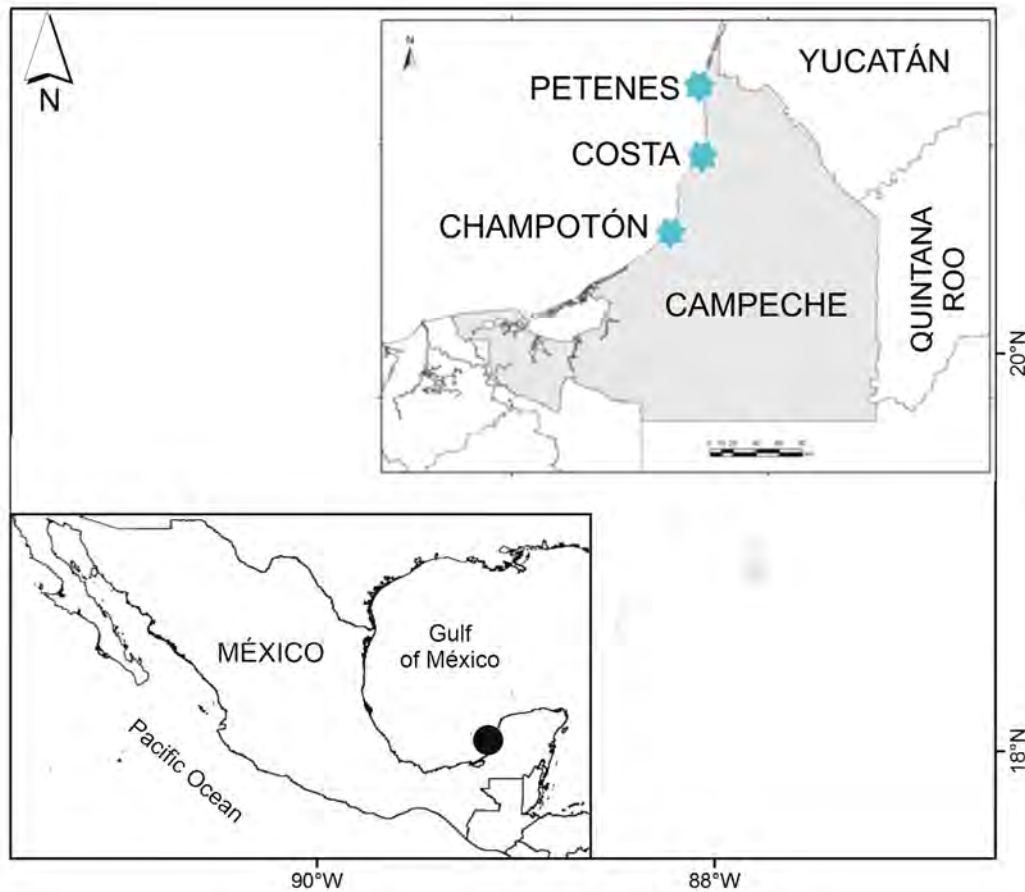 N
N
YUCATÁN
PETENES
COSTA
CHAMPOTÓN
CAMPECHE
QUINTANA
ROO
20°N
MÉXICO
Gulf
of México
Pacific Ocean
18°N
90°W
88°W